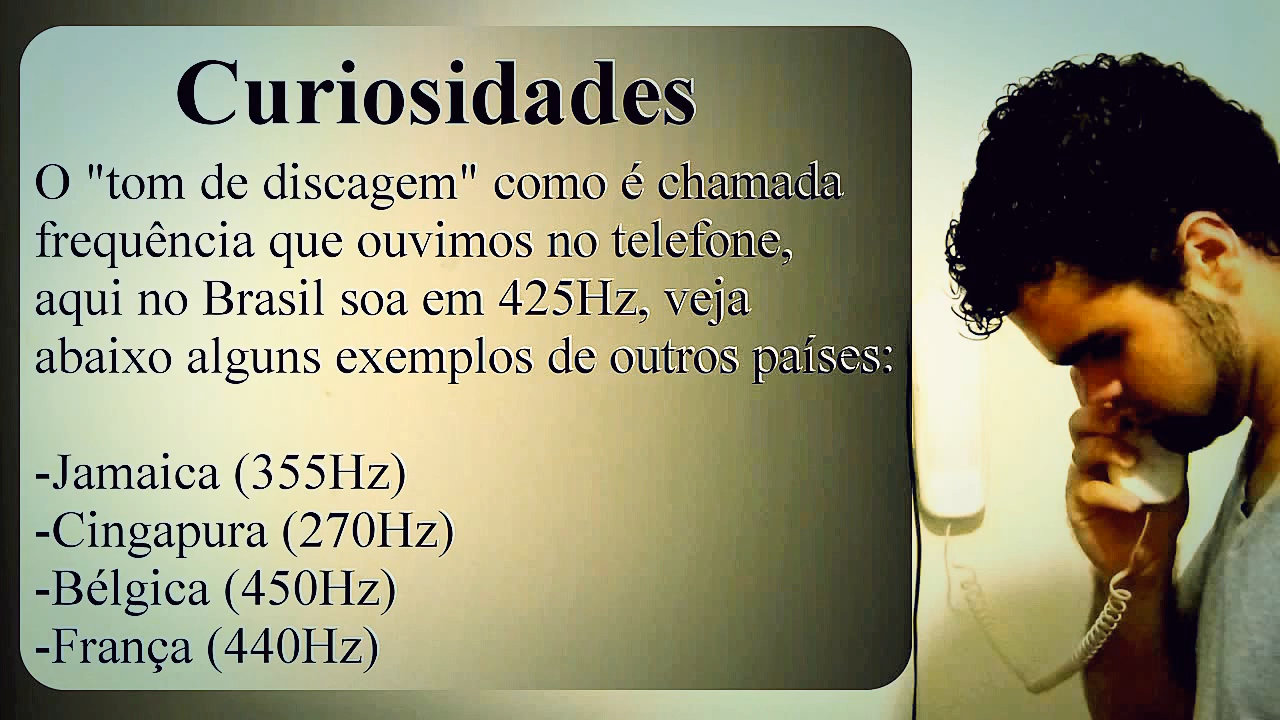 Curiosidades
O "tom de discagem" como é chamada
frequência que ouvimos no telefone,
aqui no Brasil soa em 425Hz, veja
abaixo alguns exemplos de outros países:
-Jamaica (355Hz)
-Cingapura (270Hz)
-Bélgica (450Hz)
-França (440Hz)